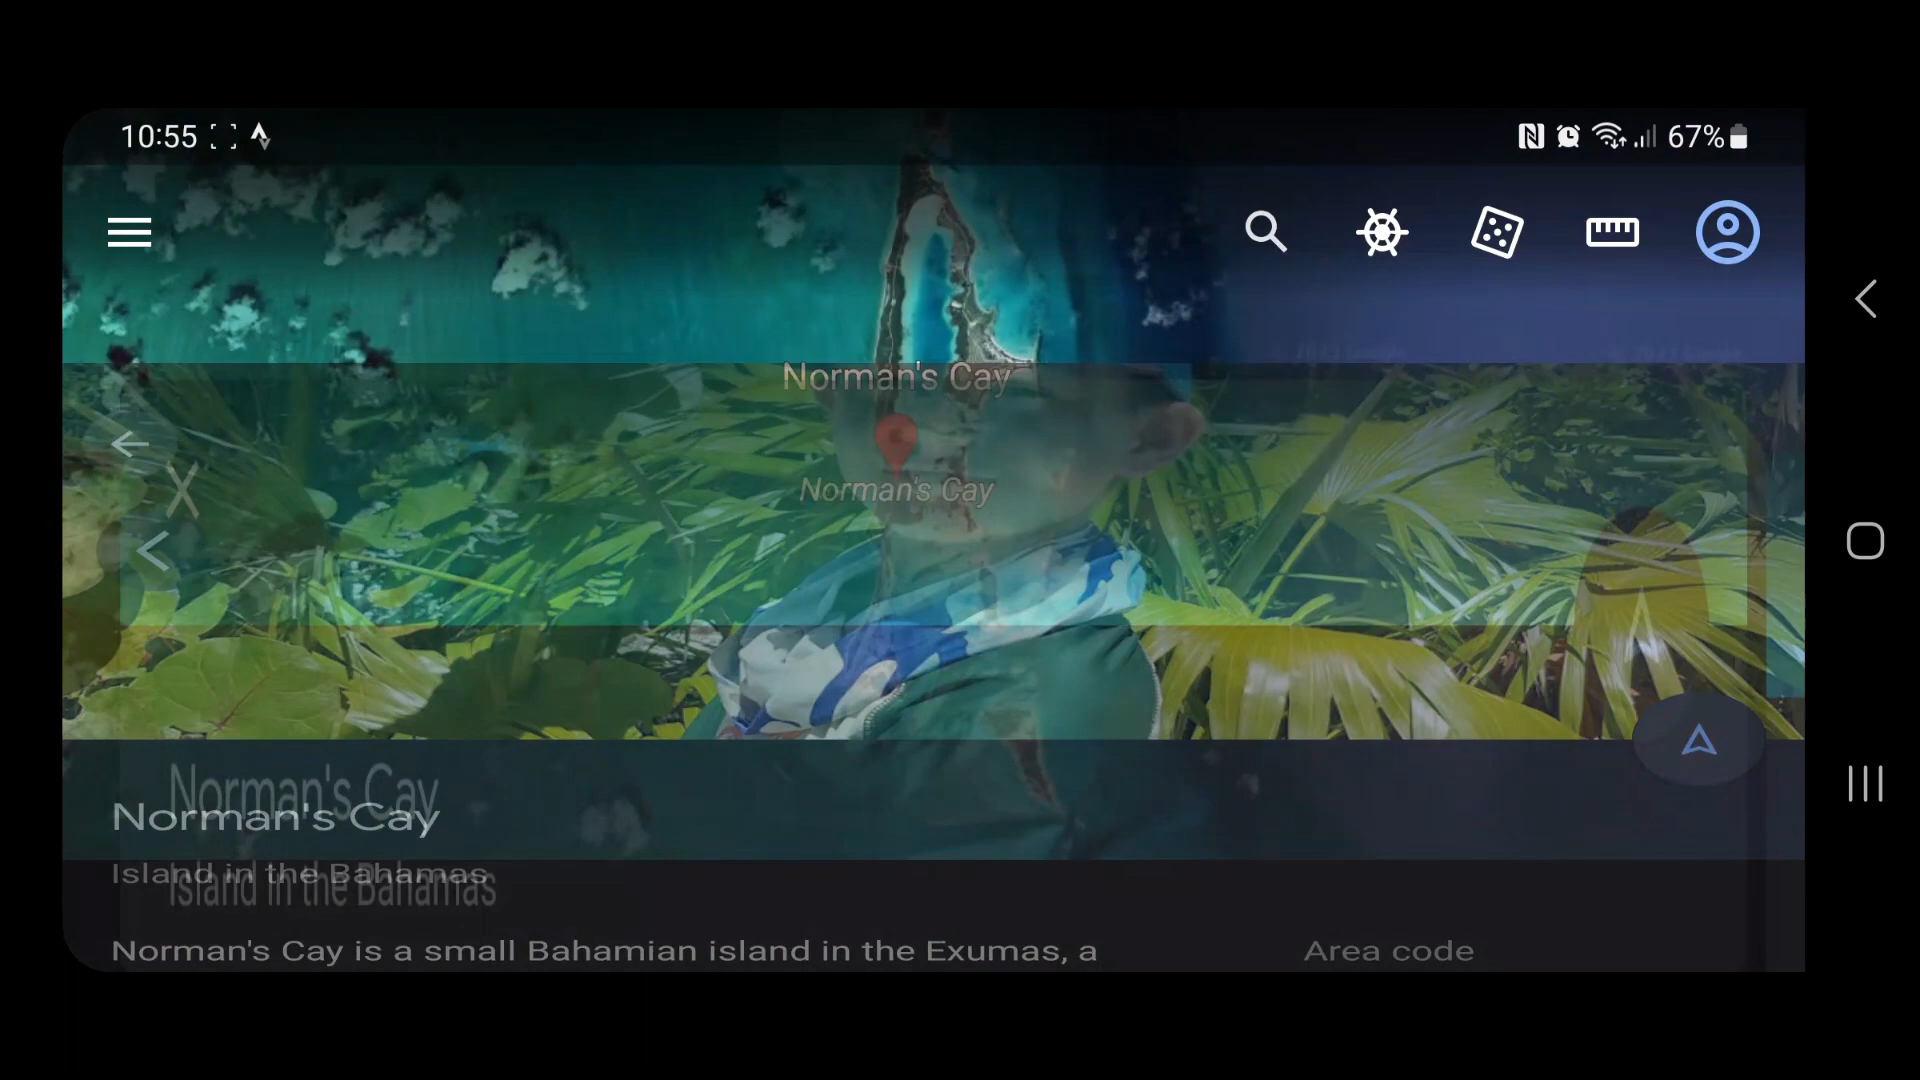 10:55
67%
Norman's Cay
Norman's Cay
Norman's Cay
Norman's Cay
Island in the Bahamas
Island in the Bahamas
Norman's Cay is a small Bahamian island in the Exumas, a
Area code